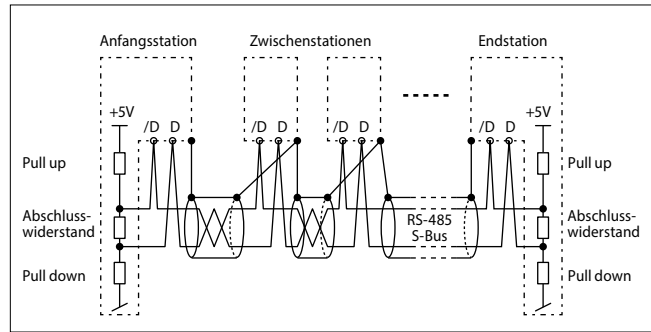 Anfangsstation
Zwischenstationen
Endstation
+5V
/D D
/D D
/D D
/D D
+5V
Pull up
Pull up
Abschluss-
widerstand
RS-485
S-Bus
Abschluss-
widerstand
Pull down
Pull down